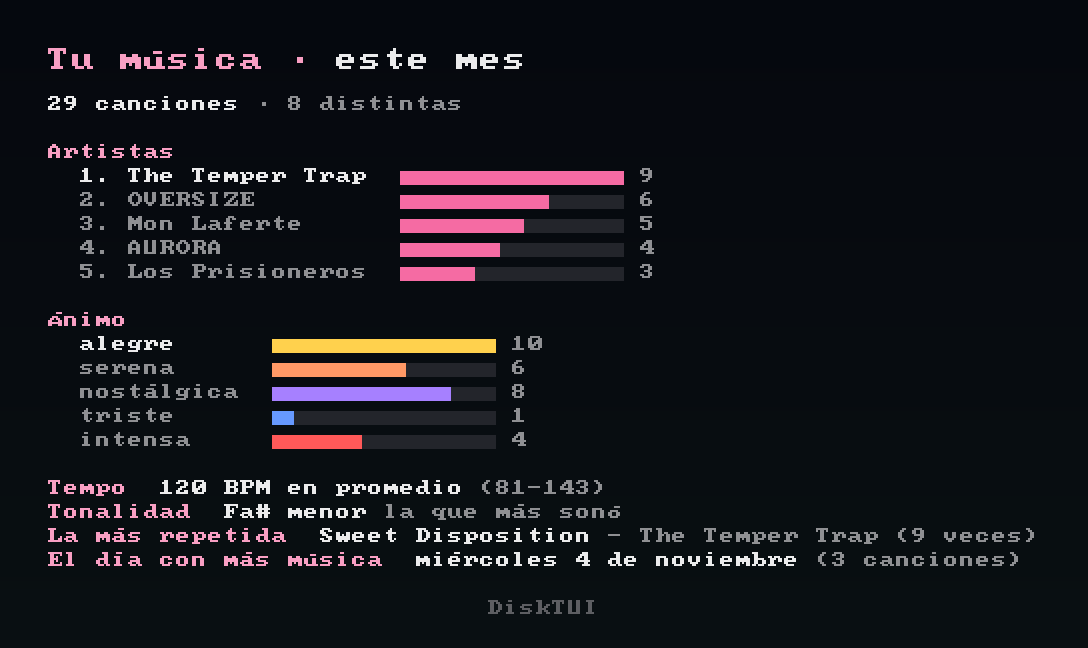 Tu música · este mes
29 canciones · 8 distintas
Artistas
1. The Temper Trap 9
2. OVERSIZE 6
3. Mon Laferte 5
4. AURORA 4
5. Los Prisioneros 3
Ánimo
alegre 10
serena 6
nostálgica 8
triste 1
intensa 4
Tempo 120 BPM en promedio (81-143)
Tonalidad Fa# menor la que más sonó
La más repetida Sweet Disposition - The Temper Trap (9 veces)
El día con más música miércoles 4 de noviembre (3 canciones)
DiskTUI